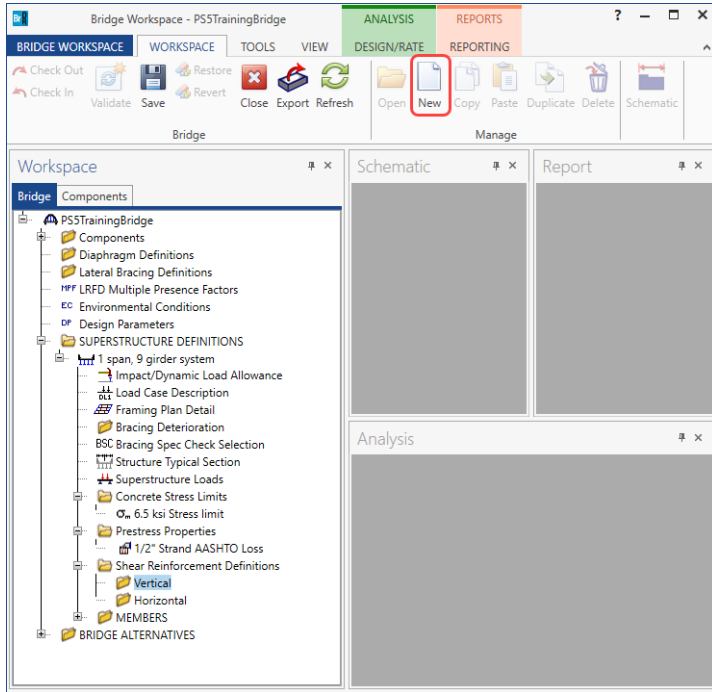 Br R Bridge Workspace - PS5TrainingBridge ANALYSIS REPORTS ?
BRIDGE WORKSPACE WORKSPACE TOOLS VIEW DESIGN/RATE REPORTING
Check Out Restore
Check In Revert
Validate Save Close Export Refresh Open New Copy Paste Duplicate Delete Schematic
Bridge Manage
Workspace
Bridge Components
PS5TrainingBridge
Components
Diaphragm Definitions
Lateral Bracing Definitions
MPF LRFD Multiple Presence Factors
EC Environmental Conditions
DP Design Parameters
SUPERSTRUCTURE DEFINITIONS
1 span, 9 girder system
Impact/Dynamic Load Allowance
DL1 Load Case Description
Framing Plan Detail
Bracing Deterioration
BSC Bracing Spec Check Selection
Structure Typical Section
Superstructure Loads
Concrete Stress Limits
σm 6.5 ksi Stress limit
Prestress Properties
1/2" Strand AASHTO Loss
Shear Reinforcement Definitions
Vertical
Horizontal
MEMBERS
BRIDGE ALTERNATIVES
Schematic
Report
Analysis